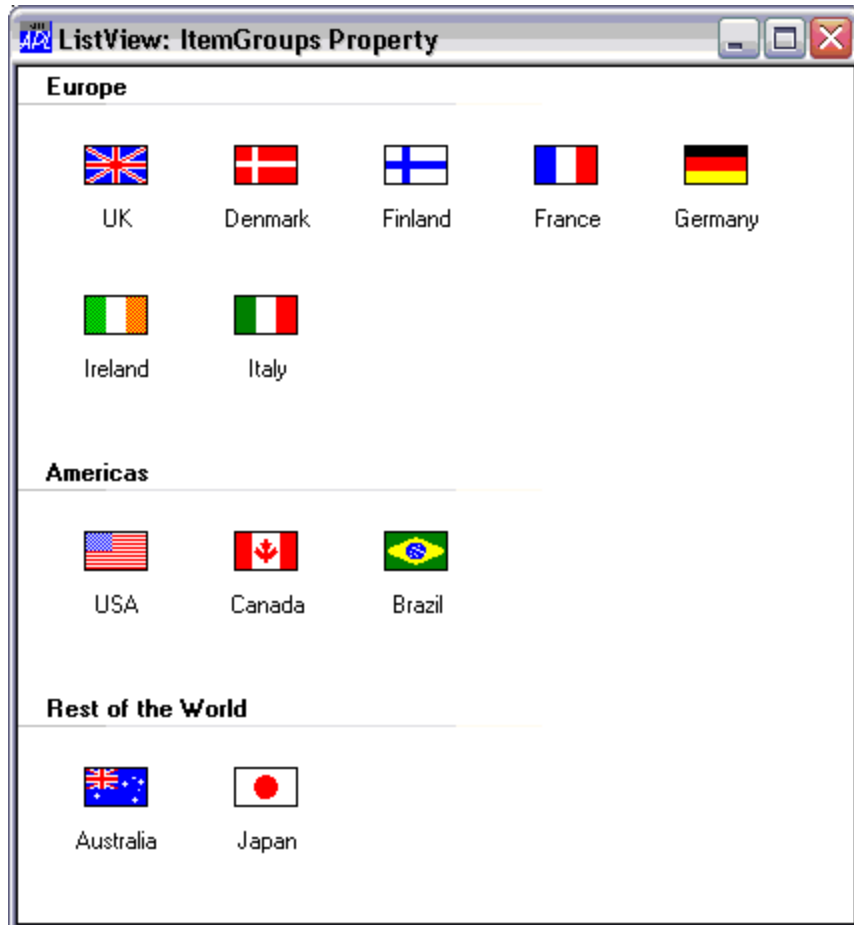 APL ListView: ItemGroups Property
Europe
UK Denmark Finland France Germany
Ireland Italy
Americas
USA Canada Brazil
Rest of the World
Australia Japan